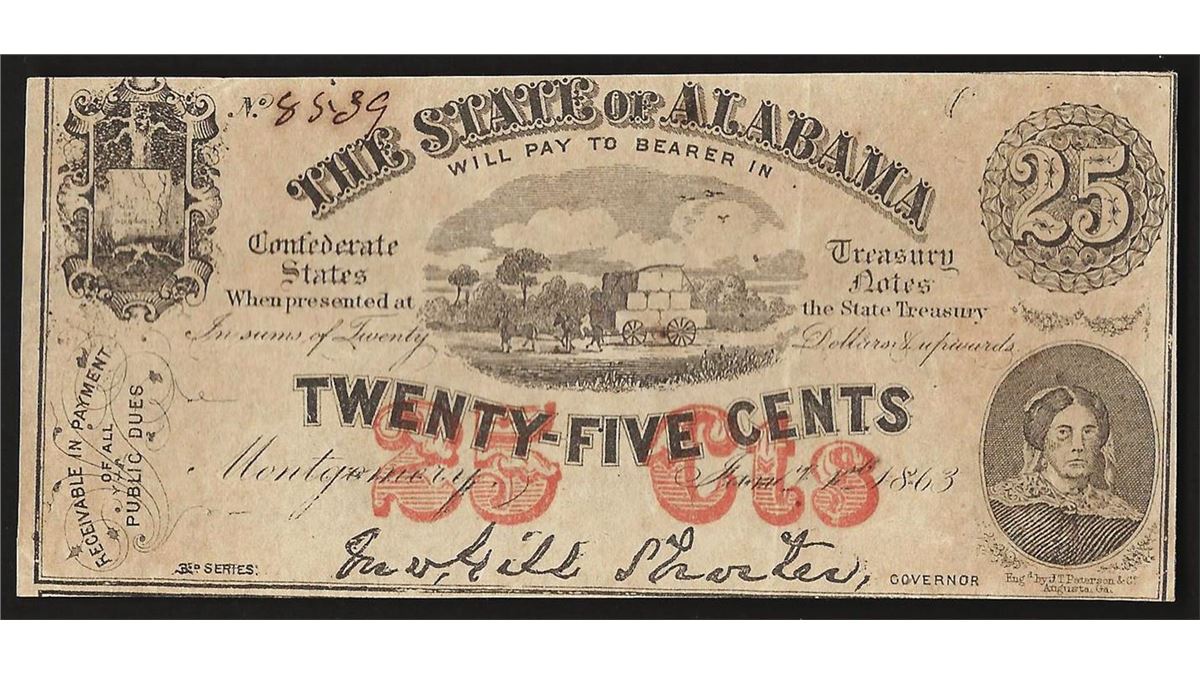 No. 8539
THE STATE OF ALABAMA
WILL PAY TO BEARER IN
25
Confederate
States
When presented at
Treasury
Notes
the State Treasury
In sums of Twenty
Dollars & upwards.
RECEIVABLE IN PAYMENT
OF ALL
PUBLIC DUES
TWENTY-FIVE CENTS
25 Cts
Montgomery, 1st 1863
3RD SERIES.
Jno. Gill Shorter,
GOVERNOR
Engd. by J.T. Paterson & Co.
Augusta, Ga.